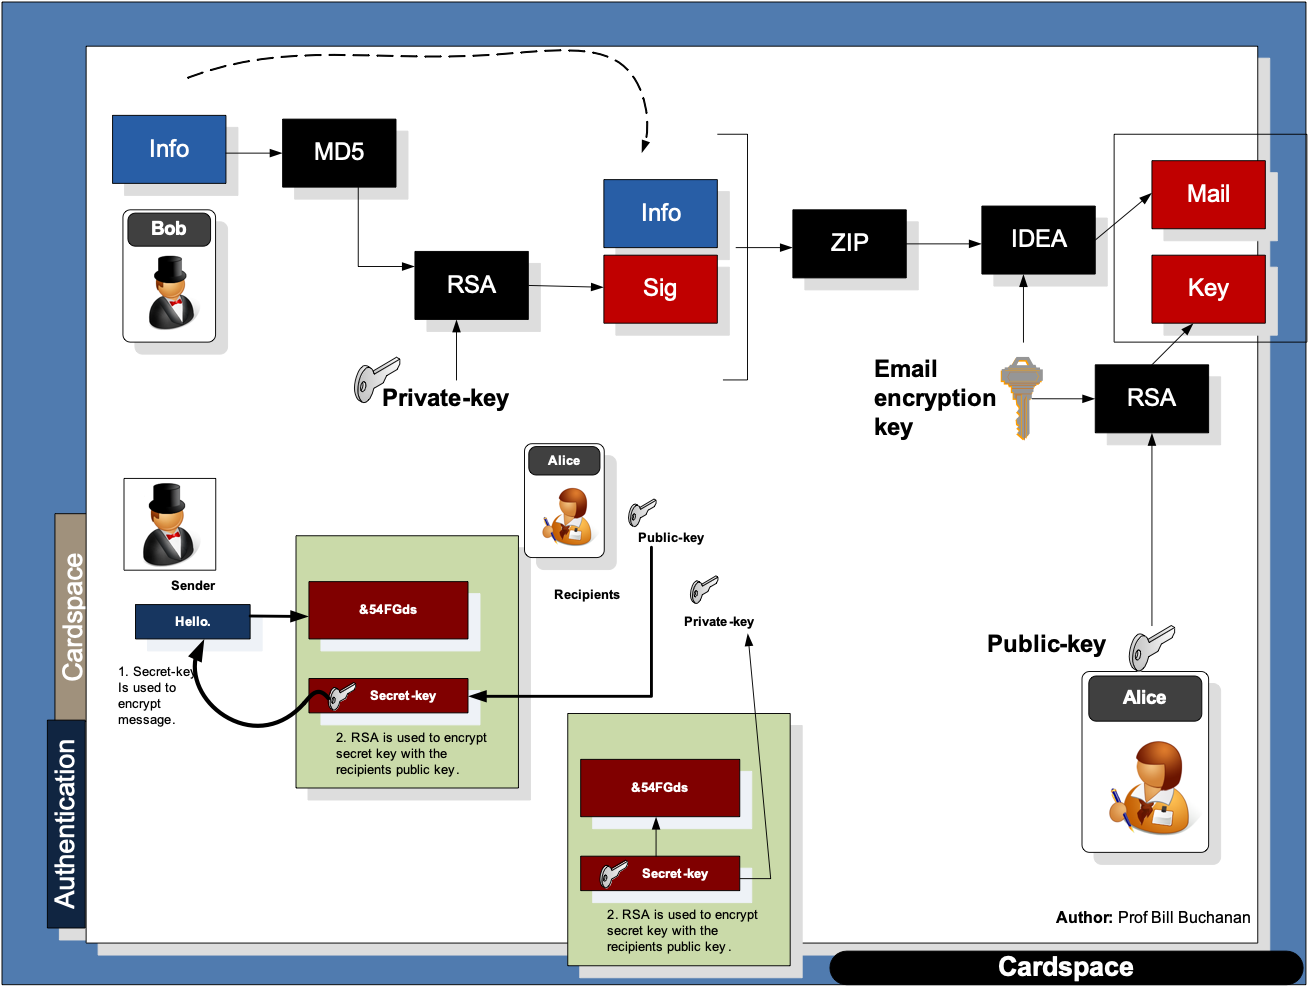 Info
MD5
Bob
RSA
Private-key
Info
Sig
ZIP
IDEA
Mail
Key
Email
encryption
key
RSA
Public-key
Alice
Sender
Hello.
1. Secret-key
Is used to
encrypt
message.
&54FGds
Secret-key
2. RSA is used to encrypt
secret key with the
recipients public key.
Alice
Recipients
Public-key
Private-key
&54FGds
Secret-key
2. RSA is used to encrypt
secret key with the
recipients public key.
Cardspace
Authentication
Author: Prof Bill Buchanan
Cardspace